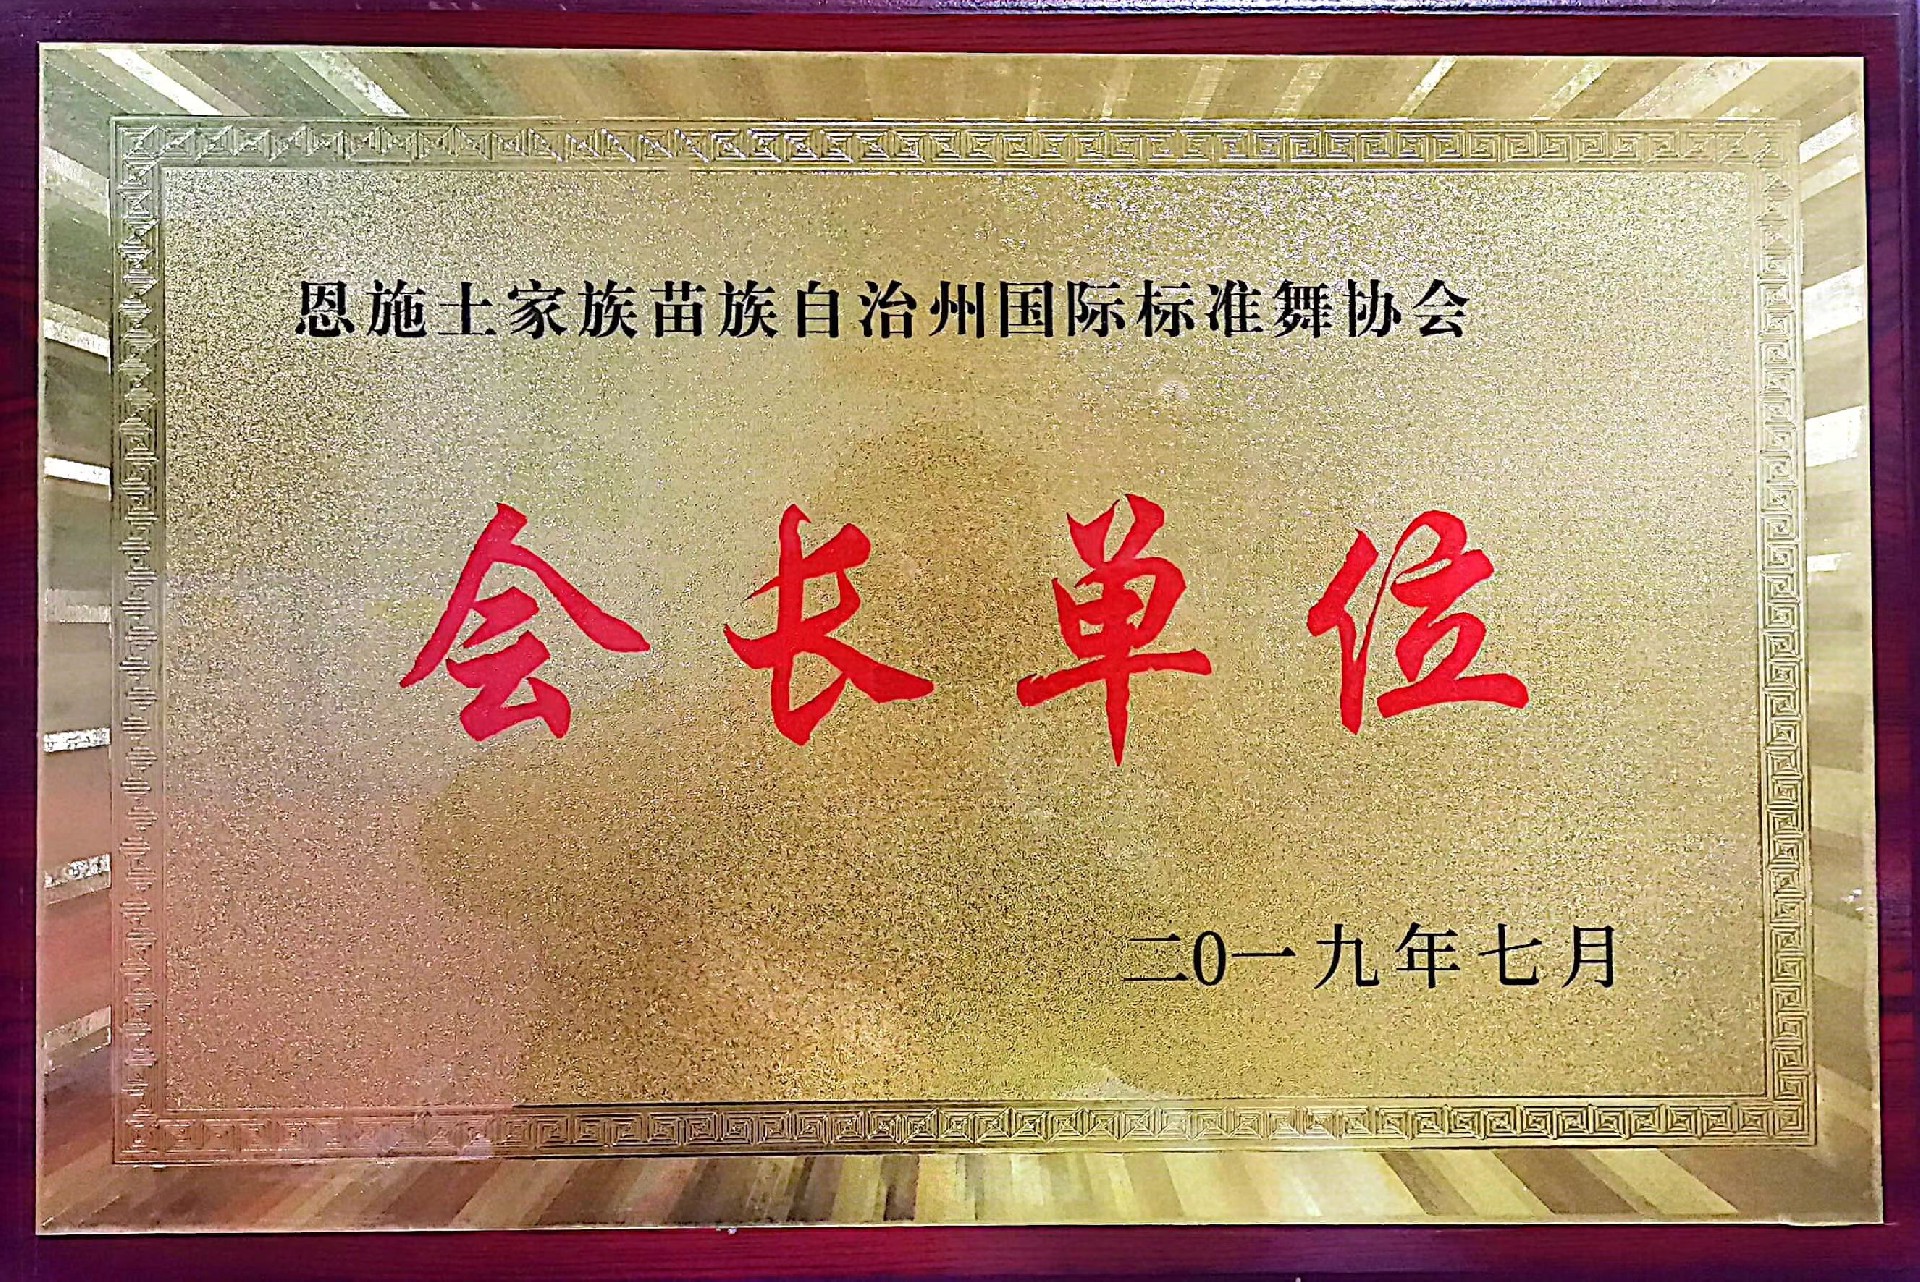 恩施土家族苗族自治州国际标准舞协会
会长单位
二0一九年七月